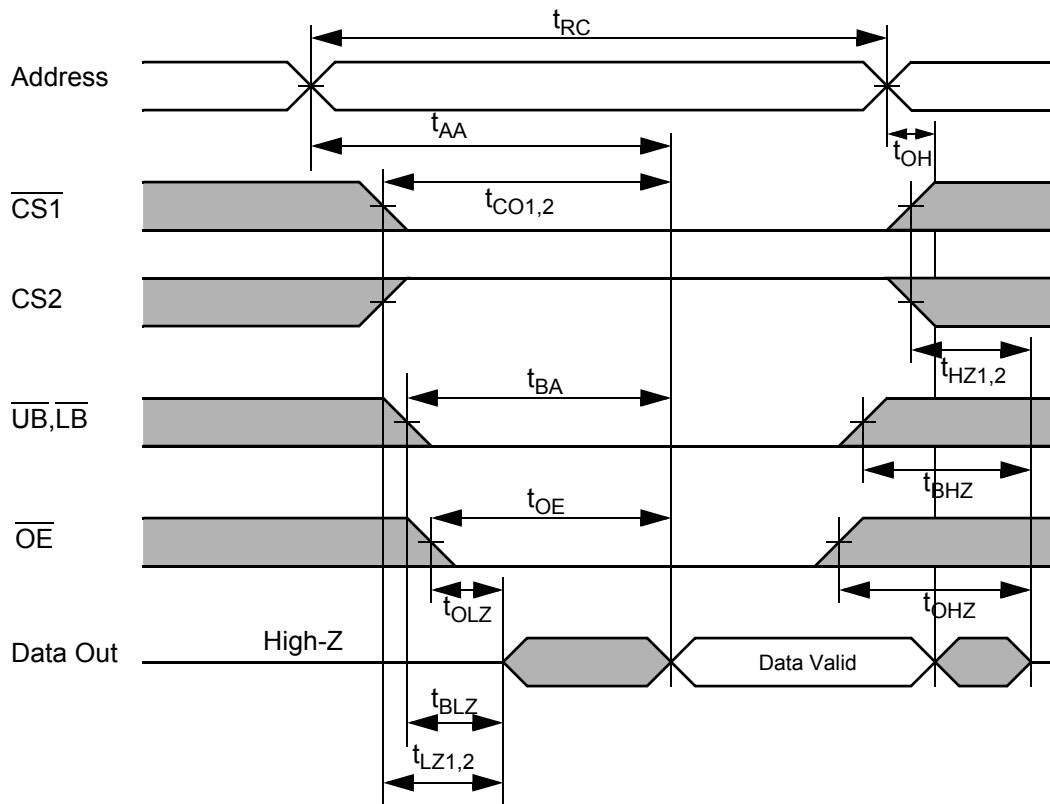 tRC
Address
tAA
tOH
CS1
tCO1,2
CS2
tHZ1,2
tBA
UB,LB
tBHZ
tOE
OE
tOLZ
tOHZ
High-Z
Data Out
Data Valid
tBLZ
tLZ1,2